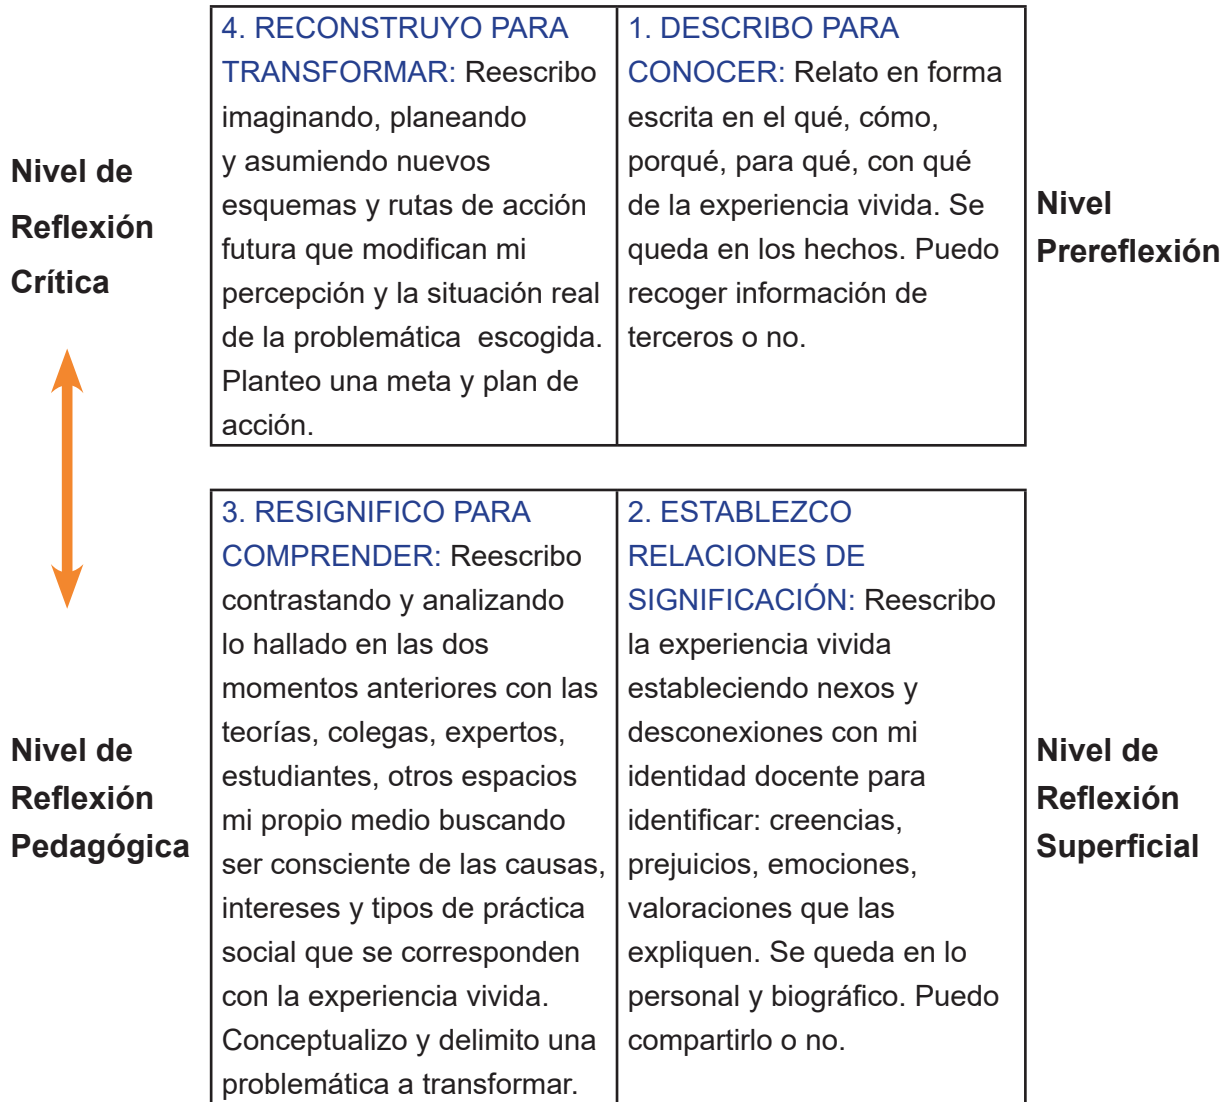 Nivel de
Reflexión
Crítica
4. RECONSTRUYO PARA
TRANSFORMAR: Reescribo
imaginando, planeando
y asumiendo nuevos
esquemas y rutas de acción
futura que modifican mi
percepción y la situación real
de la problemática  escogida.
Planteo una meta y plan de
acción.
1. DESCRIBO PARA
CONOCER: Relato en forma
escrita en el qué, cómo,
porqué, para qué, con qué
de la experiencia vivida. Se
queda en los hechos. Puedo
recoger información de
terceros o no.
Nivel
Prereflexión
Nivel de
Reflexión
Pedagógica
3. RESIGNIFICO PARA
COMPRENDER: Reescribo
contrastando y analizando
lo hallado en las dos
momentos anteriores con las
teorías, colegas, expertos,
estudiantes, otros espacios
mi propio medio buscando
ser consciente de las causas,
intereses y tipos de práctica
social que se corresponden
con la experiencia vivida.
Conceptualizo y delimito una
problemática a transformar.
2. ESTABLEZCO
RELACIONES DE
SIGNIFICACIÓN: Reescribo
la experiencia vivida
estableciendo nexos y
desconexiones con mi
identidad docente para
identificar: creencias,
prejuicios, emociones,
valoraciones que las
expliquen. Se queda en lo
personal y biográfico. Puedo
compartirlo o no.
Nivel de
Reflexión
Superficial